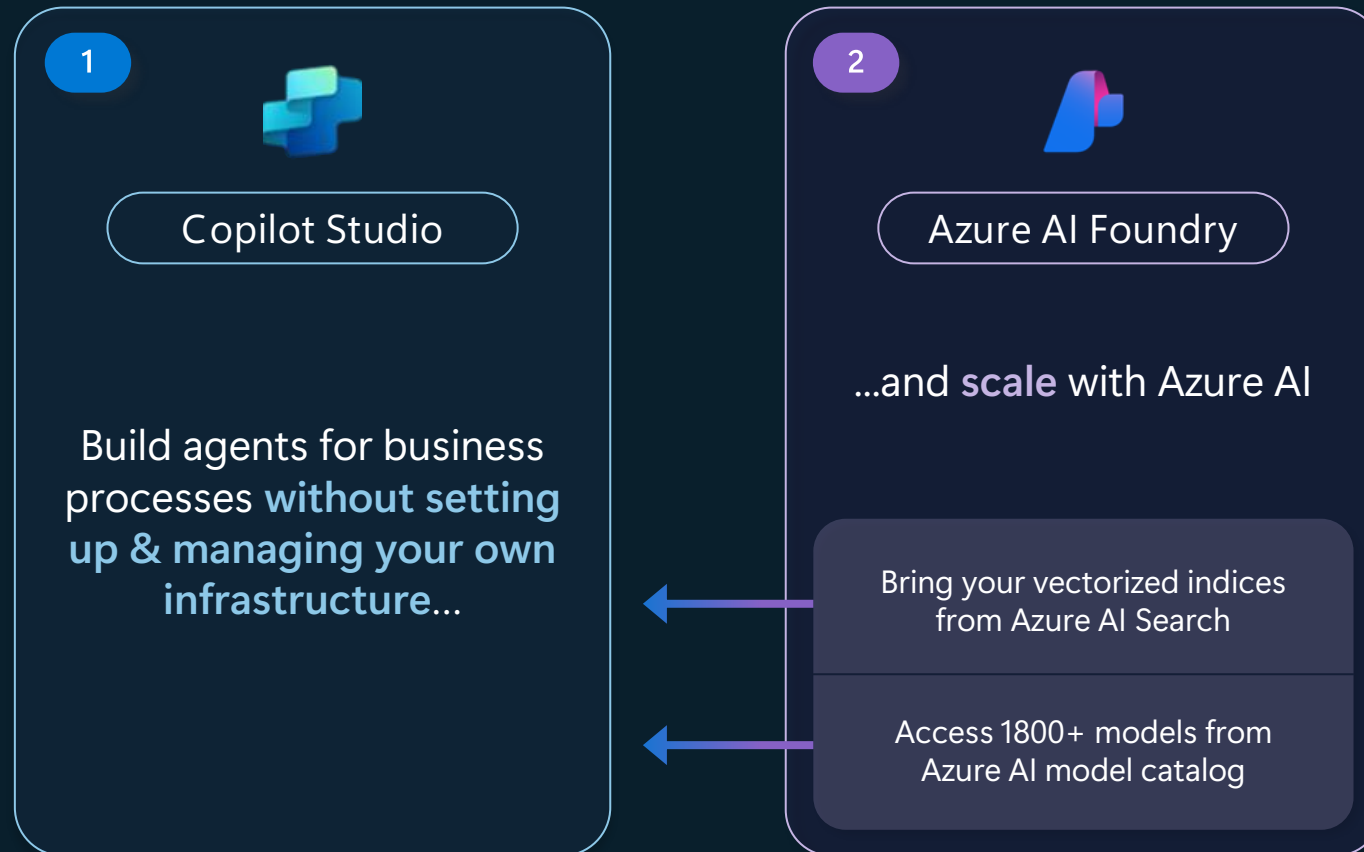 1
Copilot Studio
Build agents for business
processes without setting
up & managing your own
infrastructure...
2
Azure AI Foundry
...and scale with Azure AI
Bring your vectorized indices
from Azure AI Search
Access 1800+ models from
Azure AI model catalog